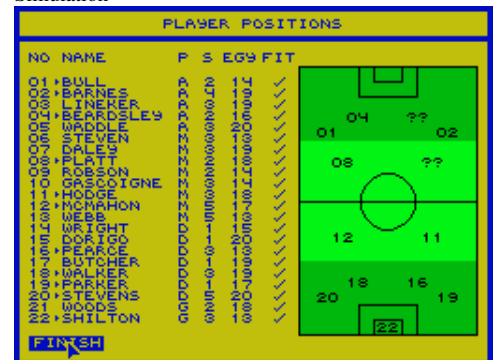 Simulation
PLAYER POSITIONS
NO NAME P S EGY FIT
01 BULL A 2 14 ✓
02 BARNES A 4 19 ✓
03 LINEKER A 3 19 ✓
04 BEARDSLEY A 2 16 ✓
05 WADDLE A 3 20 ✓
06 STEVEN M 3 13 ✓
07 DALEY M 3 19 ✓
08 PLATT M 2 18 ✓
09 ROBSON M 2 14 ✓
10 GASCOIGNE M 3 14 ✓
11 HODGE M 3 18 ✓
12 MCMAHON M 5 17 ✓
13 WEBB M 5 13 ✓
14 WRIGHT D 1 15 ✓
15 DORIGO D 1 20 ✓
16 PEARCE D 3 13 ✓
17 BUTCHER D 1 19 ✓
18 WALKER D 3 19 ✓
19 PARKER D 1 17 ✓
20 STEVENS D 5 20 ✓
21 WOODS G 2 18 ✓
22 SHILTON G 3 13 ✓
04 ??
01 02
08 ??
12 11
18 16
20 19
22
FINISH